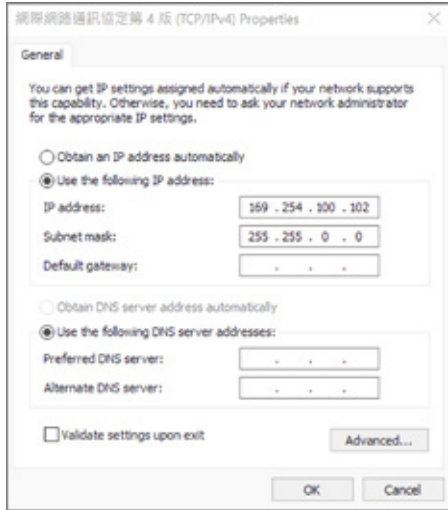 網際網路通訊協定第 4 版 (TCP/IPv4) Properties
General
You can get IP settings assigned automatically if your network supports
this capability. Otherwise, you need to ask your network administrator
for the appropriate IP settings.
Obtain an IP address automatically
Use the following IP address:
IP address: 169 . 254 . 100 . 102
Subnet mask: 255 . 255 . 0 . 0
Default gateway: . . .
Obtain DNS server address automatically
Use the following DNS server addresses:
Preferred DNS server: . . .
Alternate DNS server: . . .
Validate settings upon exit
Advanced...
OK Cancel